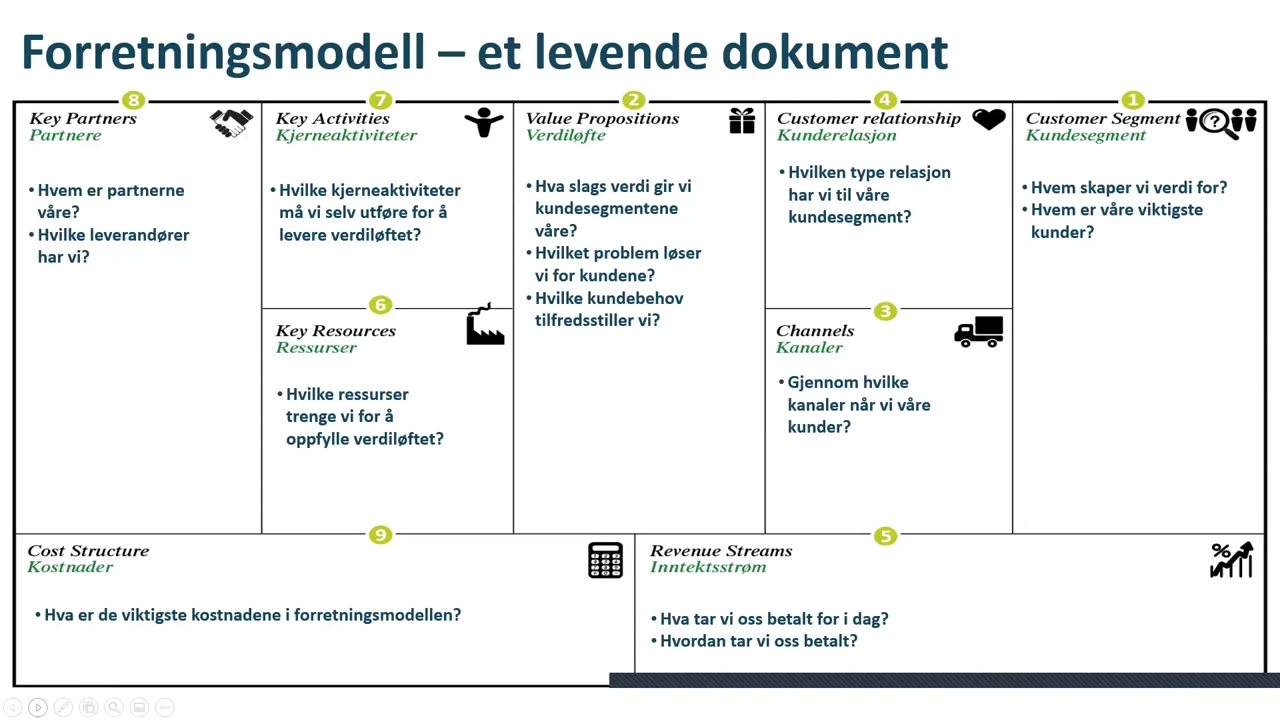 Forretningsmodell – et levende dokument
8
Key Partners
Partnere
• Hvem er partnerne
våre?
• Hvilke leverandører
har vi?
7
Key Activities
Kjerneaktiviteter
• Hvilke kjerneaktiviteter
må vi selv utføre for å
levere verdiløftet?
6
Key Resources
Ressurser
• Hvilke ressurser
trenge vi for å
oppfylle verdiløftet?
2
Value Propositions
Verdiløfte
• Hva slags verdi gir vi
kundesegmentene
våre?
• Hvilket problem løser
vi for kundene?
• Hvilke kundebehov
tilfredsstiller vi?
4
Customer relationship
Kunderelasjon
• Hvilken type relasjon
har vi til våre
kundesegment?
3
Channels
Kanaler
• Gjennom hvilke
kanaler når vi våre
kunder?
1
Customer Segment
Kundesegment
?
• Hvem skaper vi verdi for?
• Hvem er våre viktigste
kunder?
9
Cost Structure
Kostnader
• Hva er de viktigste kostnadene i forretningsmodellen?
5
Revenue Streams
Inntektsstrøm
%
• Hva tar vi oss betalt for i dag?
• Hvordan tar vi oss betalt?